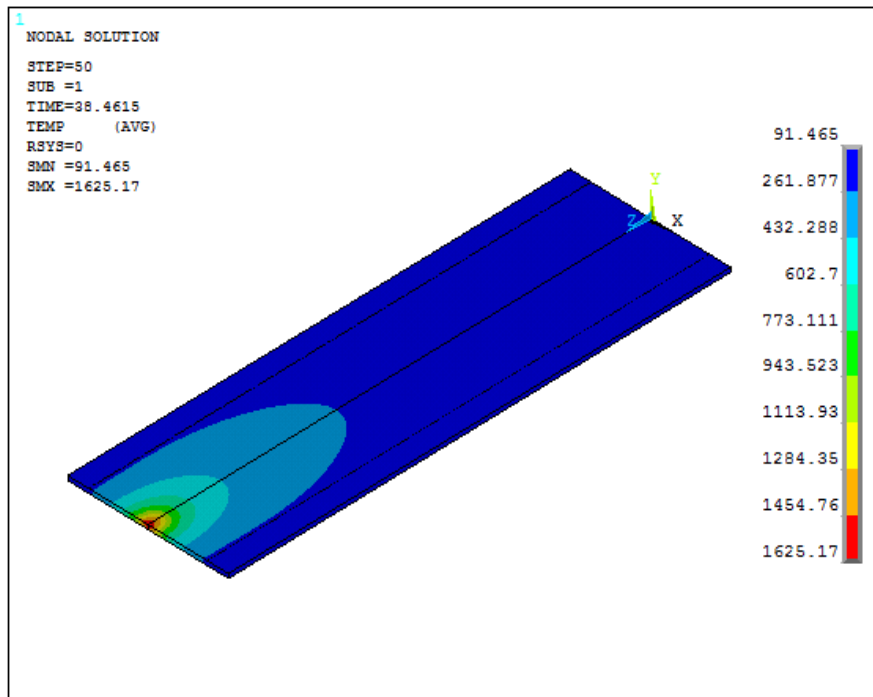 1
NODAL SOLUTION
STEP=50
SUB =1
TIME=38.4615
TEMP (AVG)
RSYS=0
SMN =91.465
SMX =1625.17
Y
Z X
91.465
261.877
432.288
602.7
773.111
943.523
1113.93
1284.35
1454.76
1625.17